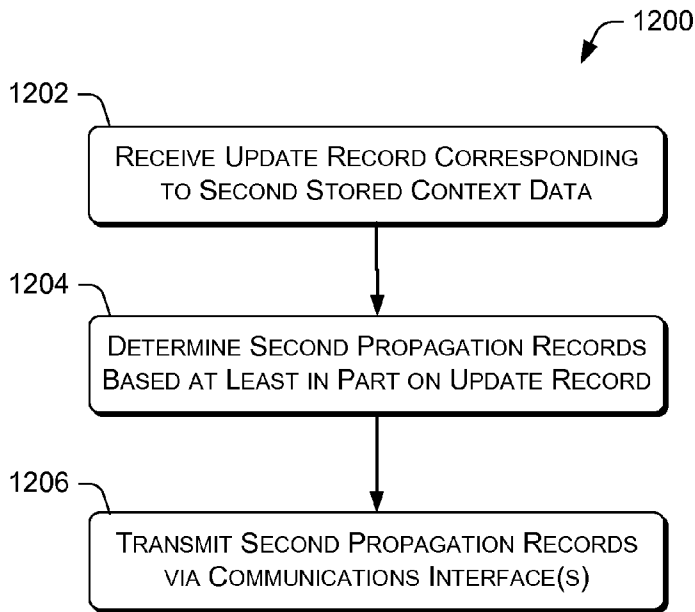 1200
1202
RECEIVE UPDATE RECORD CORRESPONDING
TO SECOND STORED CONTEXT DATA
1204
DETERMINE SECOND PROPAGATION RECORDS
BASED AT LEAST IN PART ON UPDATE RECORD
1206
TRANSMIT SECOND PROPAGATION RECORDS
VIA COMMUNICATIONS INTERFACE(S)